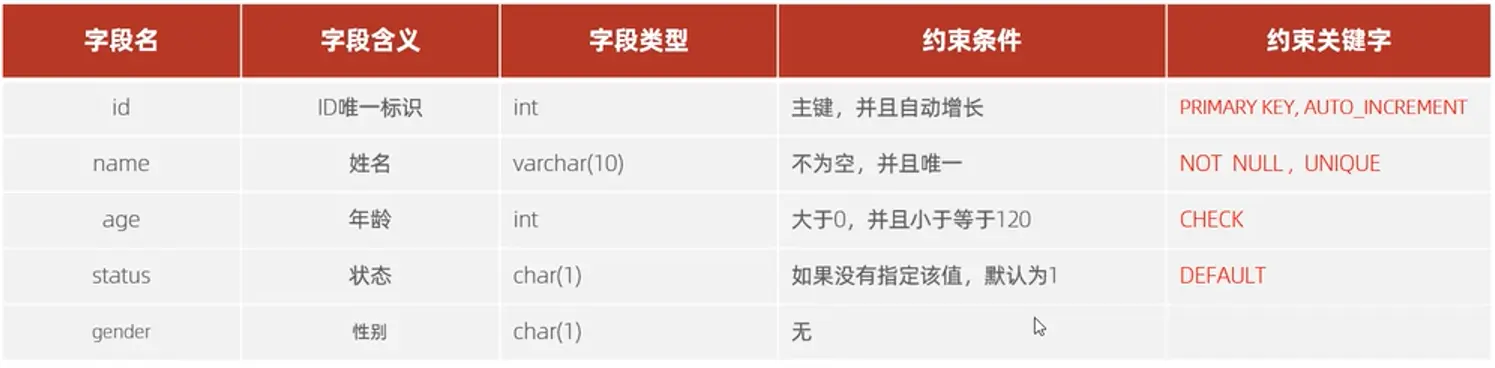 字段名 字段含义 字段类型 约束条件 约束关键字
id ID唯一标识 int 主键，并且自动增长 PRIMARY KEY, AUTO_INCREMENT
name 姓名 varchar(10) 不为空，并且唯一 NOT NULL , UNIQUE
age 年龄 int 大于0，并且小于等于120 CHECK
status 状态 char(1) 如果没有指定该值，默认为1 DEFAULT
gender 性别 char(1) 无